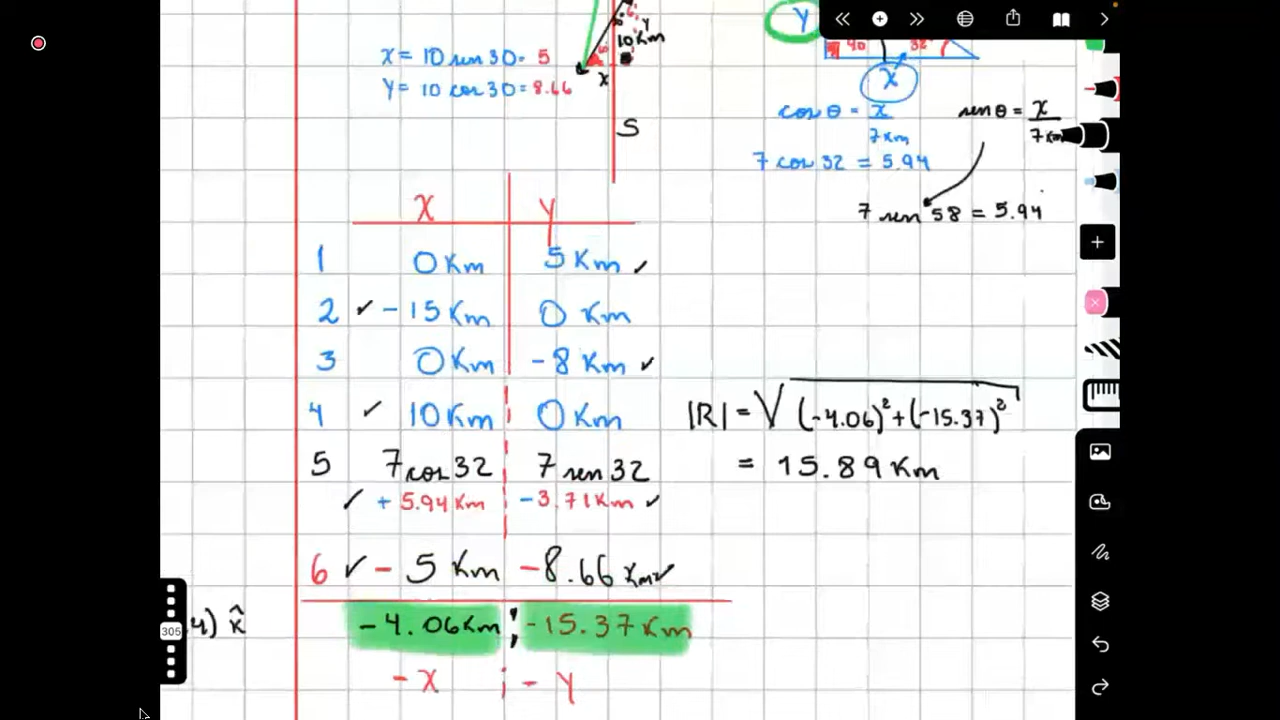 X = 10 sen 30 = 5
Y = 10 cos 30 = 8.66
Y
10 Km
X
S
Y
32
X
cos θ = x / 7km
sen θ = x / 7 km
7 cos 32 = 5.94
7 sen 58 = 5.94
X Y
1 0 Km 5 Km ✓
2 ✓ - 15 Km 0 Km
3 0 Km - 8 Km ✓
4 ✓ 10 Km 0 Km
5 7 cos 32 7 sen 32
✓ + 5.94 Km - 3.71 Km ✓
6 ✓ - 5 Km - 8.66 Km ✓
- 4.06 Km ; - 15.37 Km
- X ; - Y
|R| = √(-4.06)² + (-15.37)²
= 15.89 Km
4) k̂
305